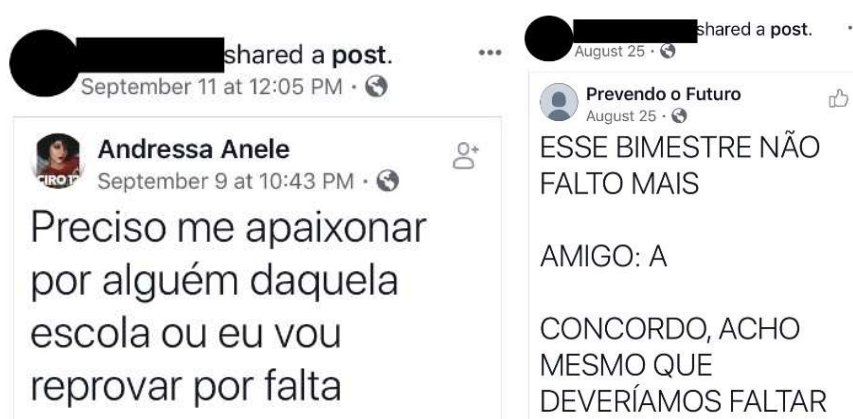 shared a post.
September 11 at 12:05 PM
Andressa Anele
CIRO 12
September 9 at 10:43 PM
Preciso me apaixonar
por alguém daquela
escola ou eu vou
reprovar por falta
shared a post.
August 25
Prevendo o Futuro
August 25
ESSE BIMESTRE NÃO
FALTO MAIS
AMIGO: A
CONCORDO, ACHO
MESMO QUE
DEVERÍAMOS FALTAR